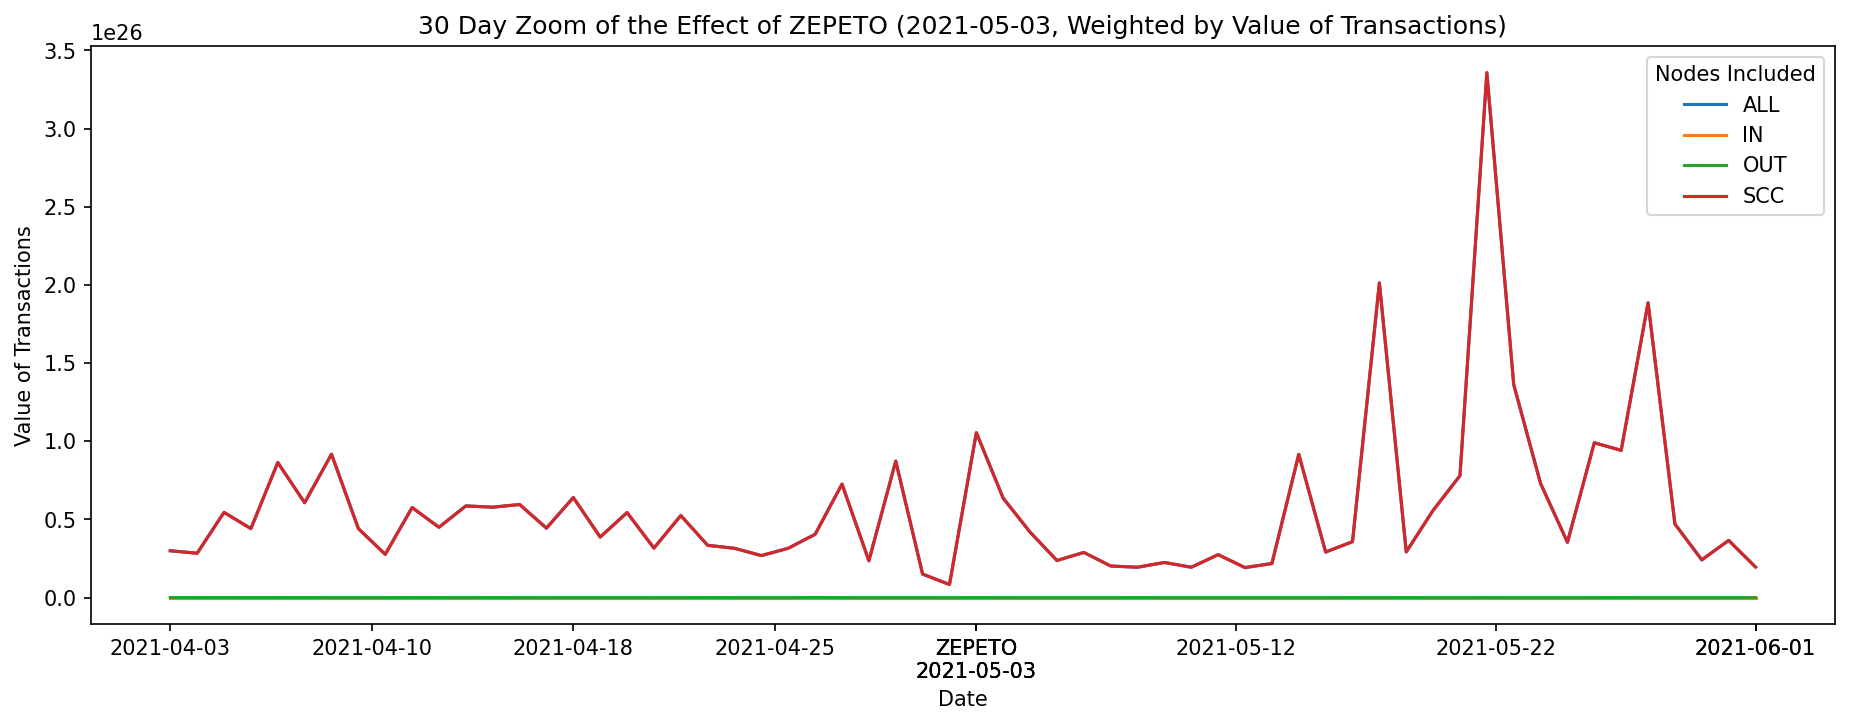 30 Day Zoom of the Effect of ZEPETO (2021-05-03, Weighted by Value of Transactions)
1e26
3.5
3.0
2.5
2.0
1.5
1.0
0.5
0.0
Value of Transactions
Nodes Included
ALL
IN
OUT
SCC
2021-04-03
2021-04-10
2021-04-18
2021-04-25
ZEPETO
2021-05-03
2021-05-12
2021-05-22
2021-06-01
Date